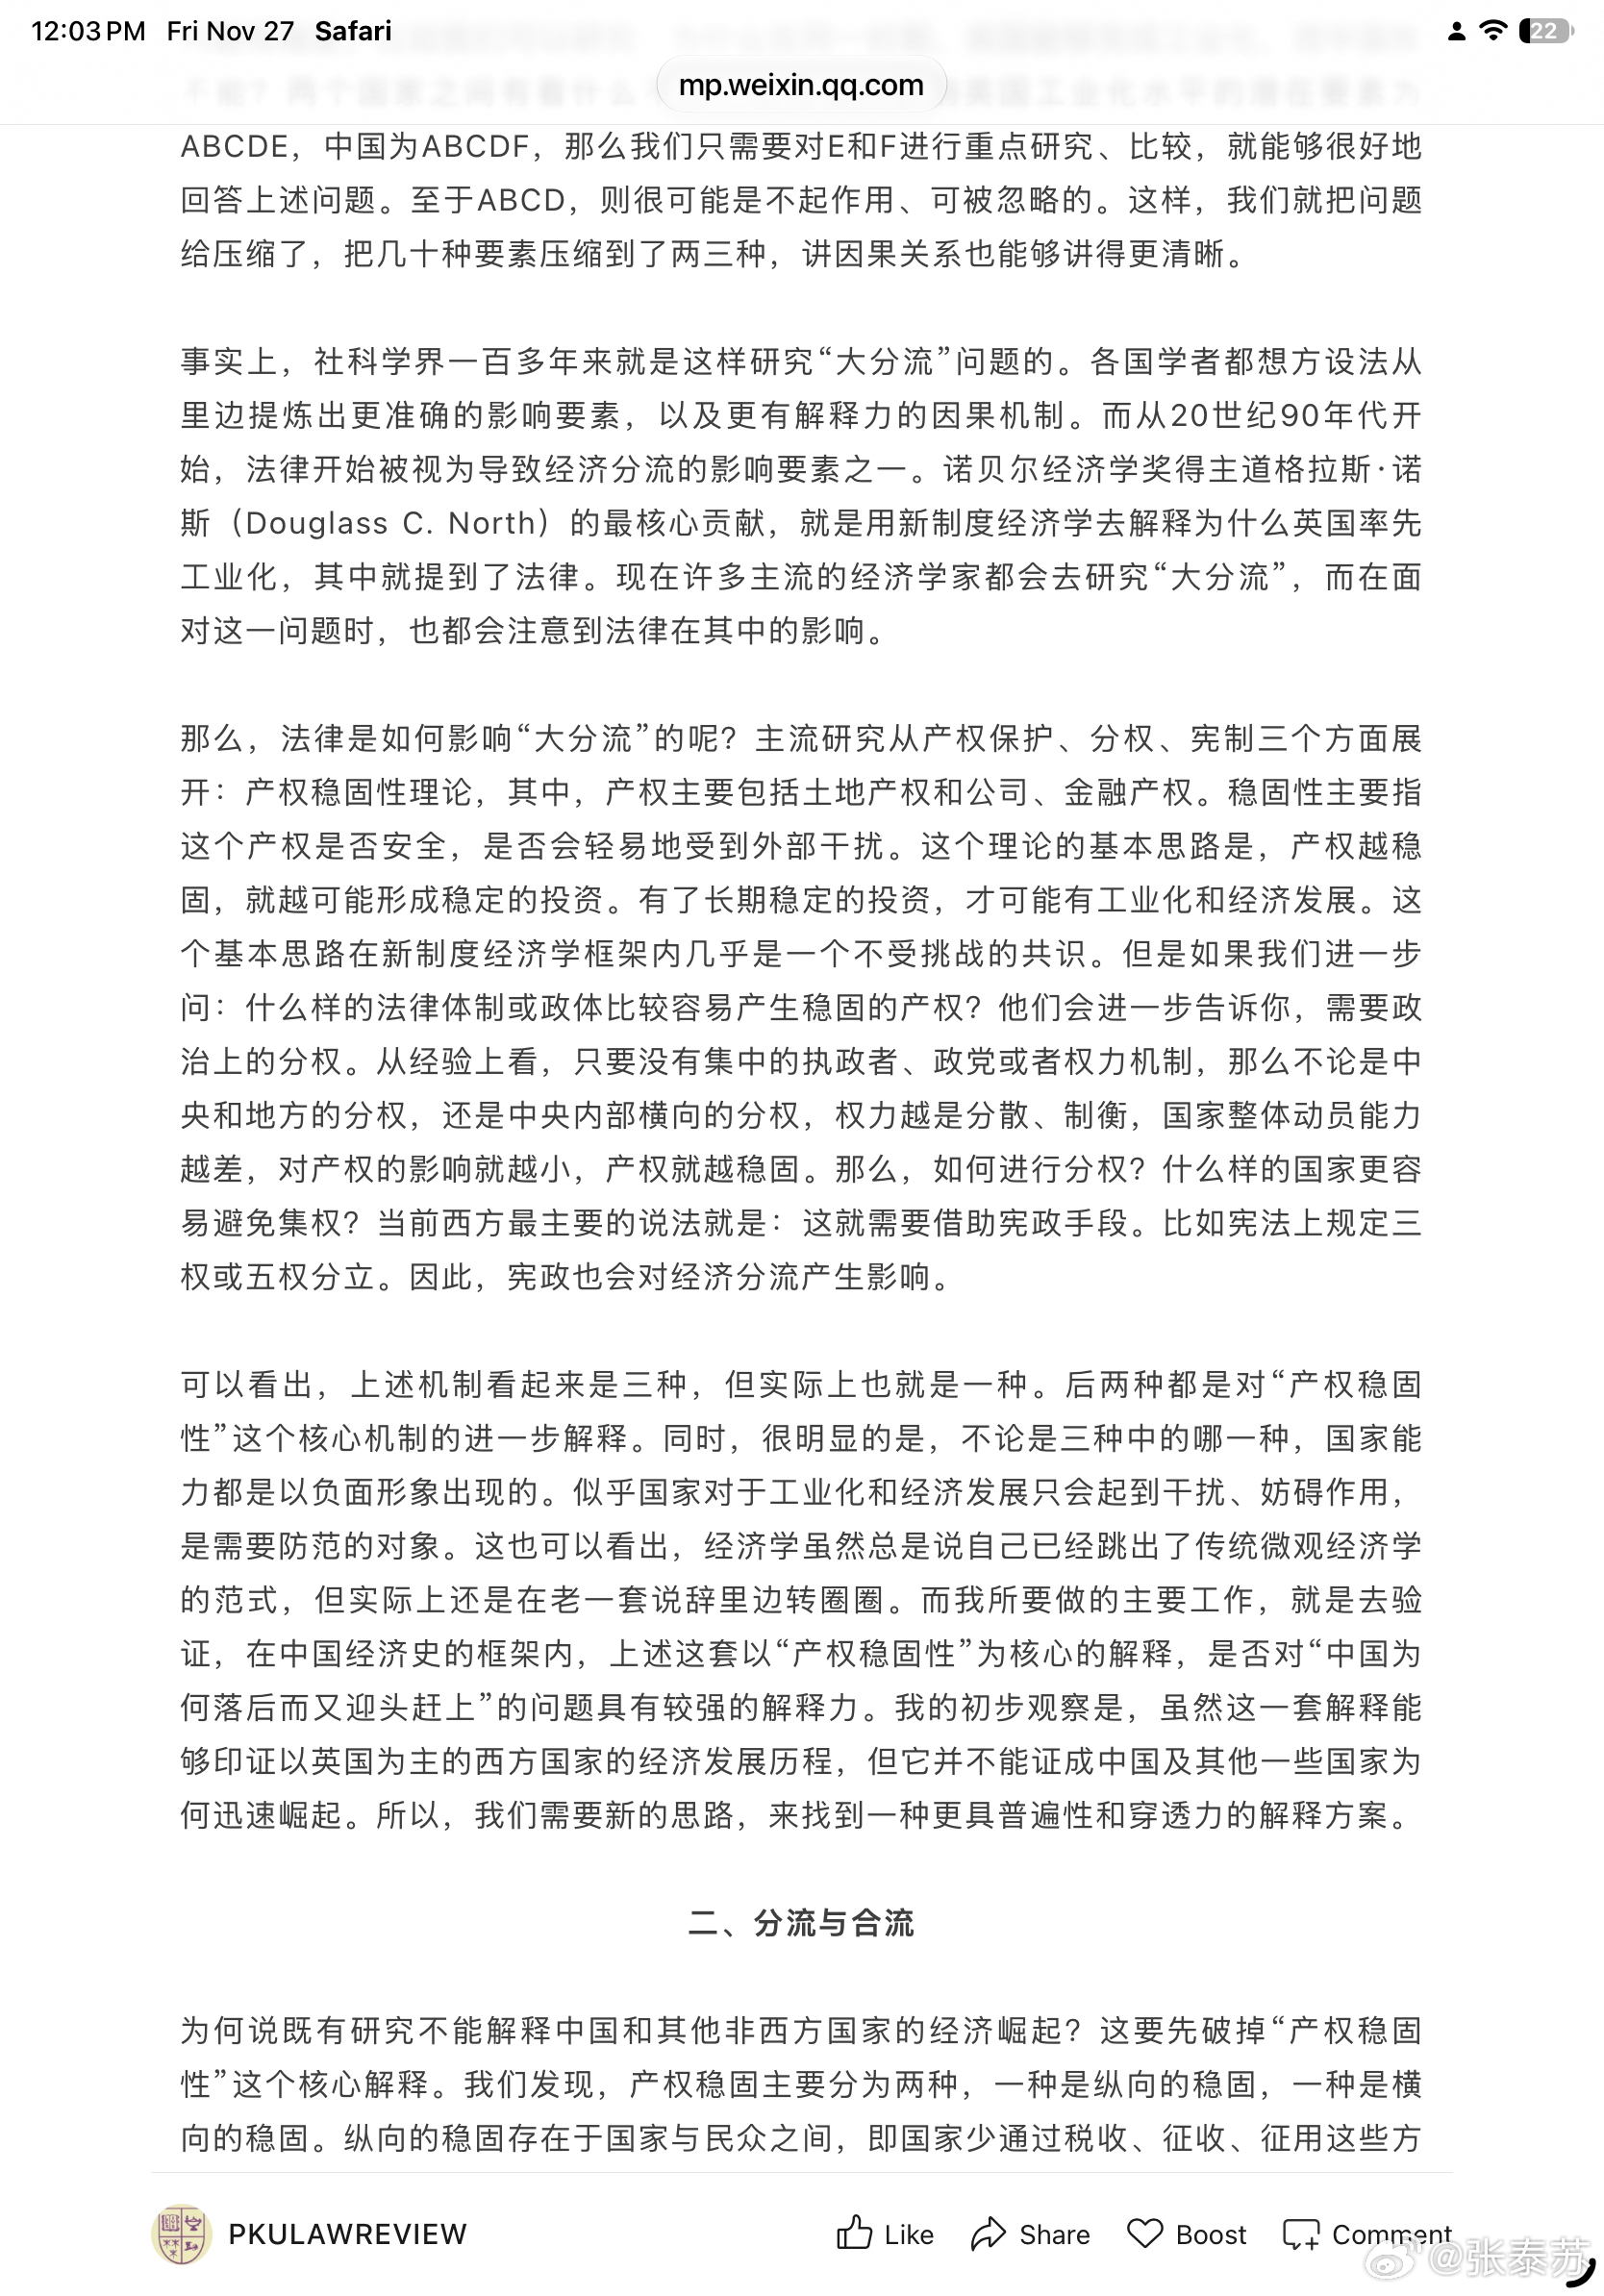 12:03 PM Fri Nov 27 Safari
22
mp.weixin.qq.com
ABCDE，中国为ABCDF，那么我们只需要对E和F进行重点研究、比较，就能够很好地
回答上述问题。至于ABCD，则很可能是不起作用、可被忽略的。这样，我们就把问题
给压缩了，把几十种要素压缩到了两三种，讲因果关系也能够讲得更清晰。
事实上，社科学界一百多年来就是这样研究“大分流”问题的。各国学者都想方设法从
里边提炼出更准确的影响要素，以及更有解释力的因果机制。而从20世纪90年代开
始，法律开始被视为导致经济分流的影响要素之一。诺贝尔经济学奖得主道格拉斯·诺
斯（Douglass C. North）的最核心贡献，就是用新制度经济学去解释为什么英国率先
工业化，其中就提到了法律。现在许多主流的经济学家都会去研究“大分流”，而在面
对这一问题时，也都会注意到法律在其中的影响。
那么，法律是如何影响“大分流”的呢？主流研究从产权保护、分权、宪制三个方面展
开：产权稳固性理论，其中，产权主要包括土地产权和公司、金融产权。稳固性主要指
这个产权是否安全，是否会轻易地受到外部干扰。这个理论的基本思路是，产权越稳
固，就越可能形成稳定的投资。有了长期稳定的投资，才可能有工业化和经济发展。这
个基本思路在新制度经济学框架内几乎是一个不受挑战的共识。但是如果我们进一步
问：什么样的法律体制或政体比较容易产生稳固的产权？他们会进一步告诉你，需要政
治上的分权。从经验上看，只要没有集中的执政者、政党或者权力机制，那么不论是中
央和地方的分权，还是中央内部横向的分权，权力越是分散、制衡，国家整体动员能力
越差，对产权的影响就越小，产权就越稳固。那么，如何进行分权？什么样的国家更容
易避免集权？当前西方最主要的说法就是：这就需要借助宪政手段。比如宪法上规定三
权或五权分立。因此，宪政也会对经济分流产生影响。
可以看出，上述机制看起来是三种，但实际上也就是一种。后两种都是对“产权稳固
性”这个核心机制的进一步解释。同时，很明显的是，不论是三种中的哪一种，国家能
力都是以负面形象出现的。似乎国家对于工业化和经济发展只会起到干扰、妨碍作用，
是需要防范的对象。这也可以看出，经济学虽然总是说自己已经跳出了传统微观经济学
的范式，但实际上还是在老一套说辞里边转圈圈。而我所要做的主要工作，就是去验
证，在中国经济史的框架内，上述这套以“产权稳固性”为核心的解释，是否对“中国为
何落后而又迎头赶上”的问题具有较强的解释力。我的初步观察是，虽然这一套解释能
够印证以英国为主的西方国家的经济发展历程，但它并不能证成中国及其他一些国家为
何迅速崛起。所以，我们需要新的思路，来找到一种更具普遍性和穿透力的解释方案。
二、分流与合流
为何说既有研究不能解释中国和其他非西方国家的经济崛起？这要先破掉“产权稳固
性”这个核心解释。我们发现，产权稳固主要分为两种，一种是纵向的稳固，一种是横
向的稳固。纵向的稳固存在于国家与民众之间，即国家少通过税收、征收、征用这些方
PKULAWREVIEW Like Share Boost Comment
@张泰苏